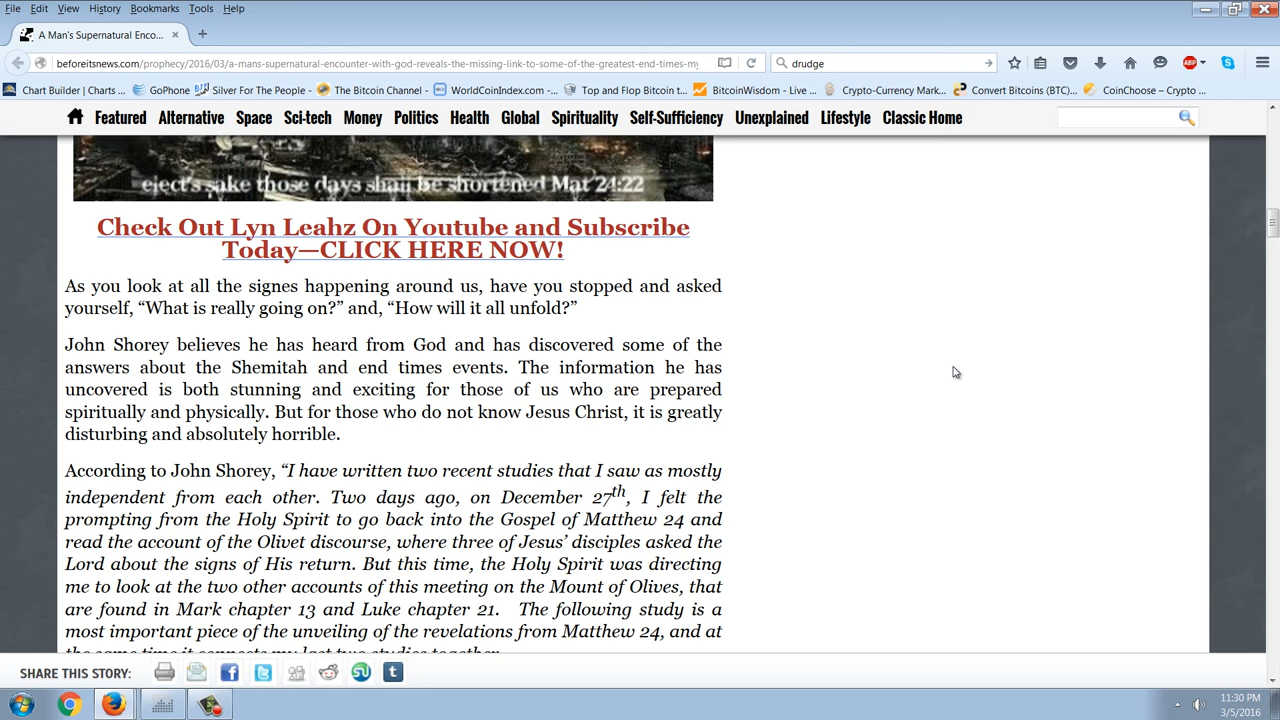 File Edit View History Bookmarks Tools Help
A Man's Supernatural Enco... × +
beforeitsnews.com/prophecy/2016/03/a-mans-supernatural-encounter-with-god-reveals-the-missing-link-to-some-of-the-greatest-end-times-my
drudge
ABP
Chart Builder | Charts ... GoPhone Silver For The People - The Bitcoin Channel - WorldCoinIndex.com -... Top and Flop Bitcoin t... BitcoinWisdom - Live ... Crypto-Currency Mark... Convert Bitcoins (BTC)... CoinChoose – Crypto ...
Featured Alternative Space Sci-tech Money Politics Health Global Spirituality Self-Sufficiency Unexplained Lifestyle Classic Home
elect's sake those days shall be shortened Mat 24:22
Check Out Lyn Leahz On Youtube and Subscribe
Today—CLICK HERE NOW!
As you look at all the signes happening around us, have you stopped and asked
yourself, “What is really going on?” and, “How will it all unfold?”
John Shorey believes he has heard from God and has discovered some of the
answers about the Shemitah and end times events. The information he has
uncovered is both stunning and exciting for those of us who are prepared
spiritually and physically. But for those who do not know Jesus Christ, it is greatly
disturbing and absolutely horrible.
According to John Shorey, “I have written two recent studies that I saw as mostly
independent from each other. Two days ago, on December 27th, I felt the
prompting from the Holy Spirit to go back into the Gospel of Matthew 24 and
read the account of the Olivet discourse, where three of Jesus’ disciples asked the
Lord about the signs of His return. But this time, the Holy Spirit was directing
me to look at the two other accounts of this meeting on the Mount of Olives, that
are found in Mark chapter 13 and Luke chapter 21. The following study is a
most important piece of the unveiling of the revelations from Matthew 24, and at
the same time it connects my last two studies together.
SHARE THIS STORY:
11:30 PM
3/5/2016